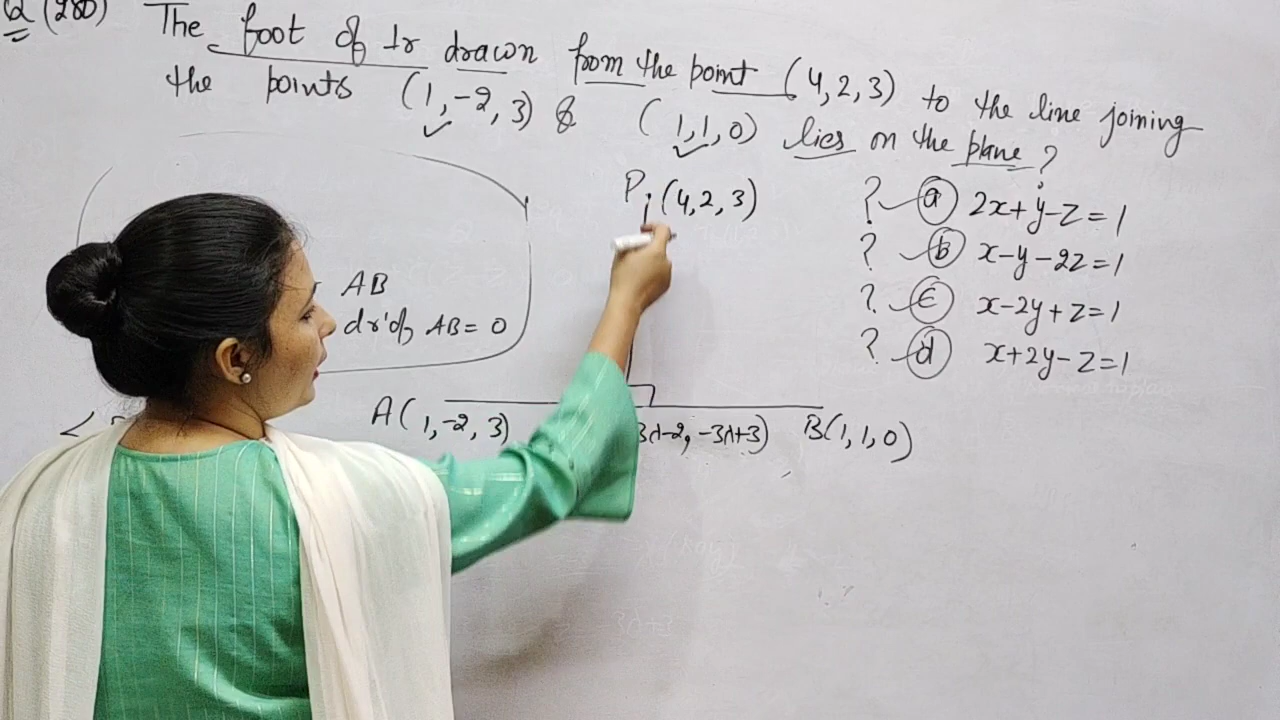 Q (280) The foot of ⊥r drawn from the point (4,2,3) to the line joining
the points (1,-2,3) & (1,1,0) lies on the plane?
P. (4,2,3)
? (a) 2x+y-z=1
? (b) x-y-2z=1
? (c) x-2y+z=1
? (d) x+2y-z=1
AB
dr'of AB=0
A(1,-2,3)
3λ-2, -3λ+3)
B(1,1,0)